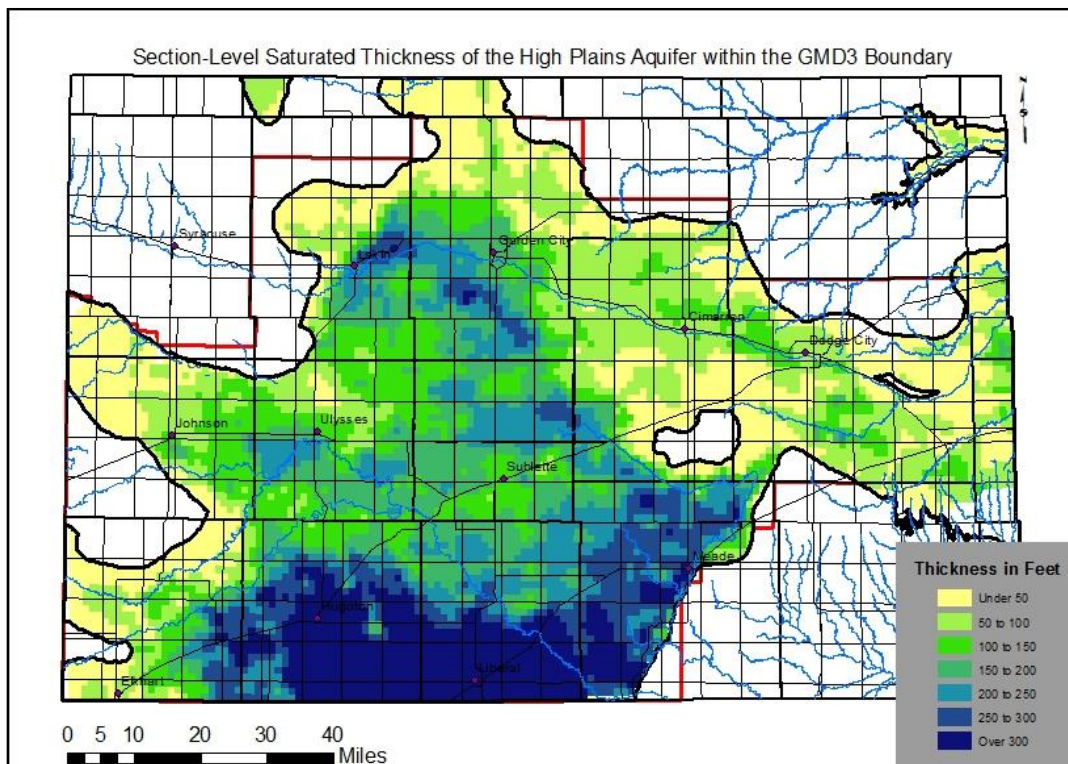 Section-Level Saturated Thickness of the High Plains Aquifer within the GMD3 Boundary
N
S
Syracuse
Garden City
Lakin
Cimarron
Dodge City
Johnson
Ulysses
Sublette
Meade
Hugoton
Liberal
Elkhart
Thickness in Feet
Under 50
50 to 100
100 to 150
150 to 200
200 to 250
250 to 300
Over 300
0 5 10 20 30 40
Miles